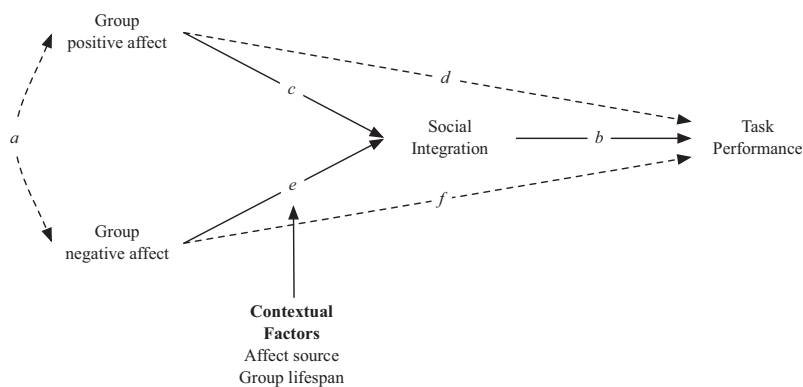 Group
positive affect
d
c
a
Social
Integration
b
Task
Performance
e
f
Group
negative affect
Contextual
Factors
Affect source
Group lifespan